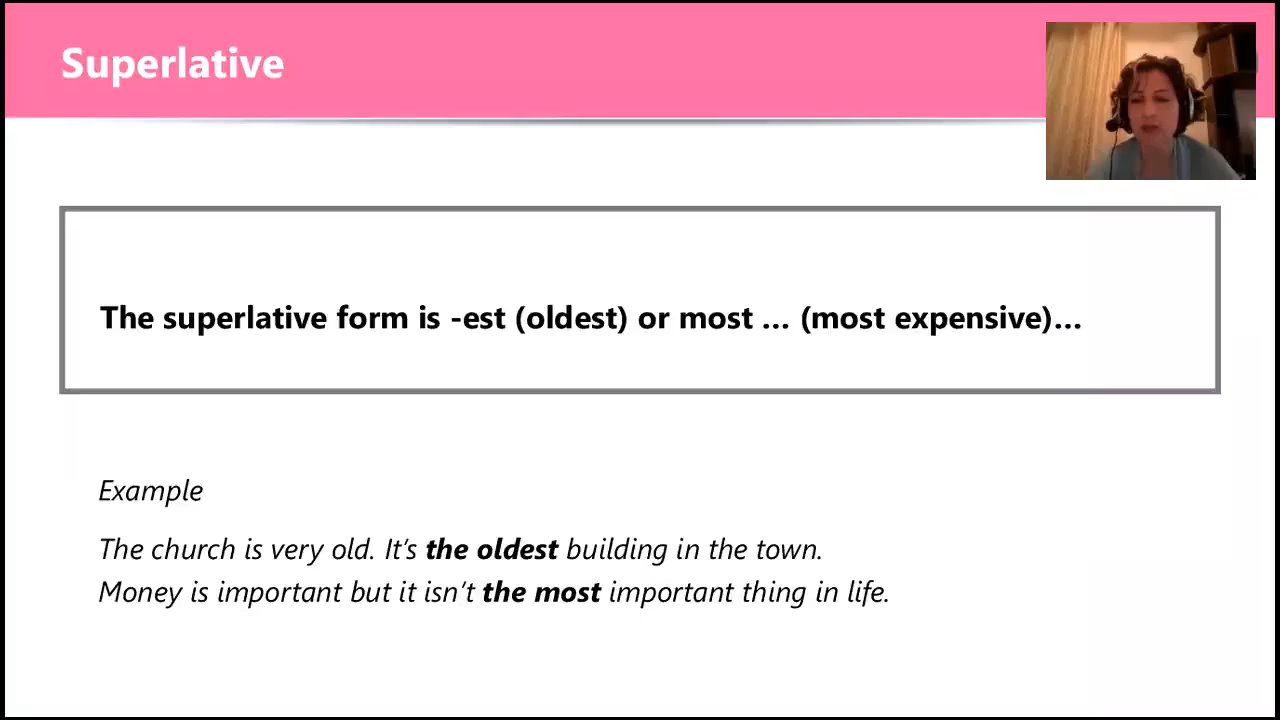 Superlative
The superlative form is -est (oldest) or most … (most expensive)…
Example
The church is very old. It’s the oldest building in the town.
Money is important but it isn’t the most important thing in life.